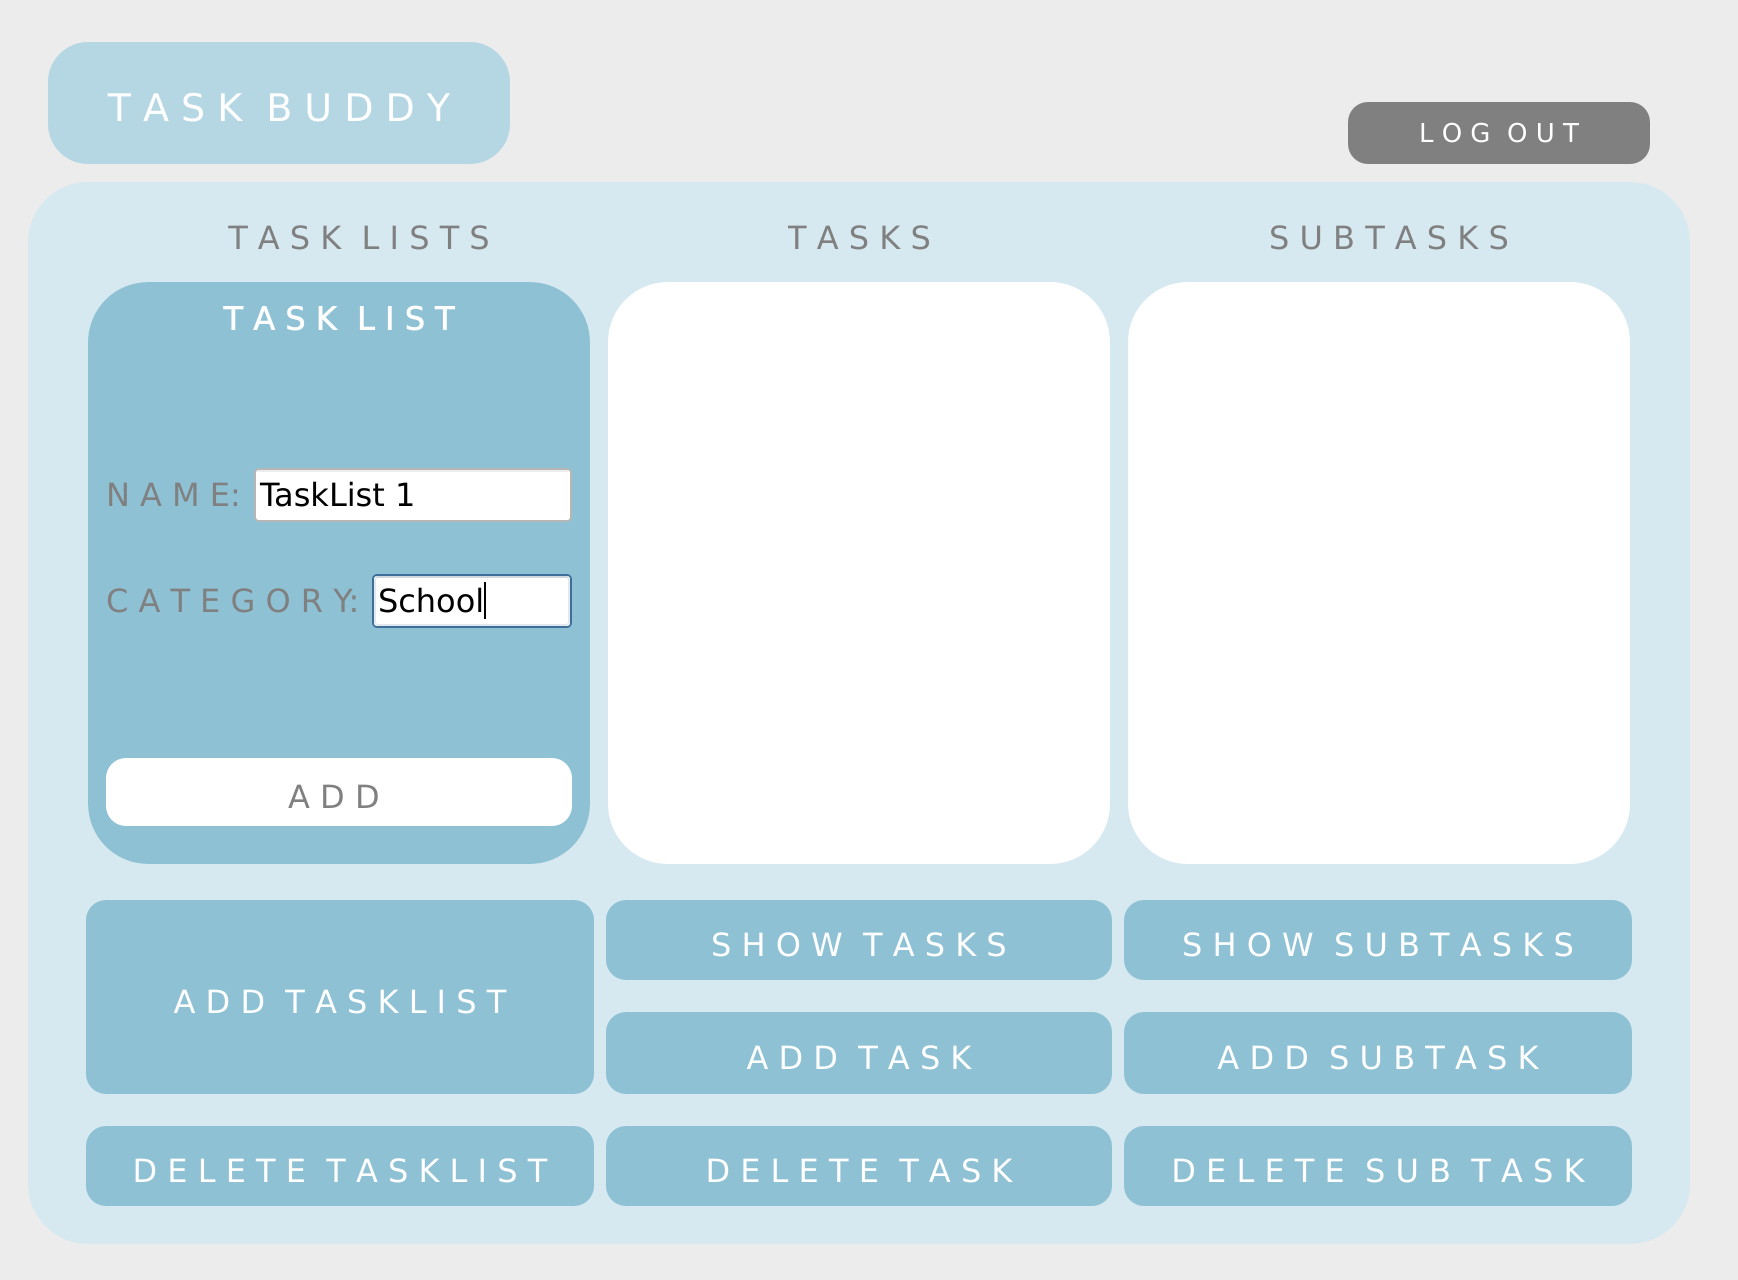 TASK BUDDY
LOG OUT
TASK LISTS
TASKS
SUBTASKS
TASK LIST
NAME: TaskList 1
CATEGORY: School
ADD
ADD TASKLIST
SHOW TASKS
SHOW SUBTASKS
ADD TASK
ADD SUBTASK
DELETE TASKLIST
DELETE TASK
DELETE SUB TASK